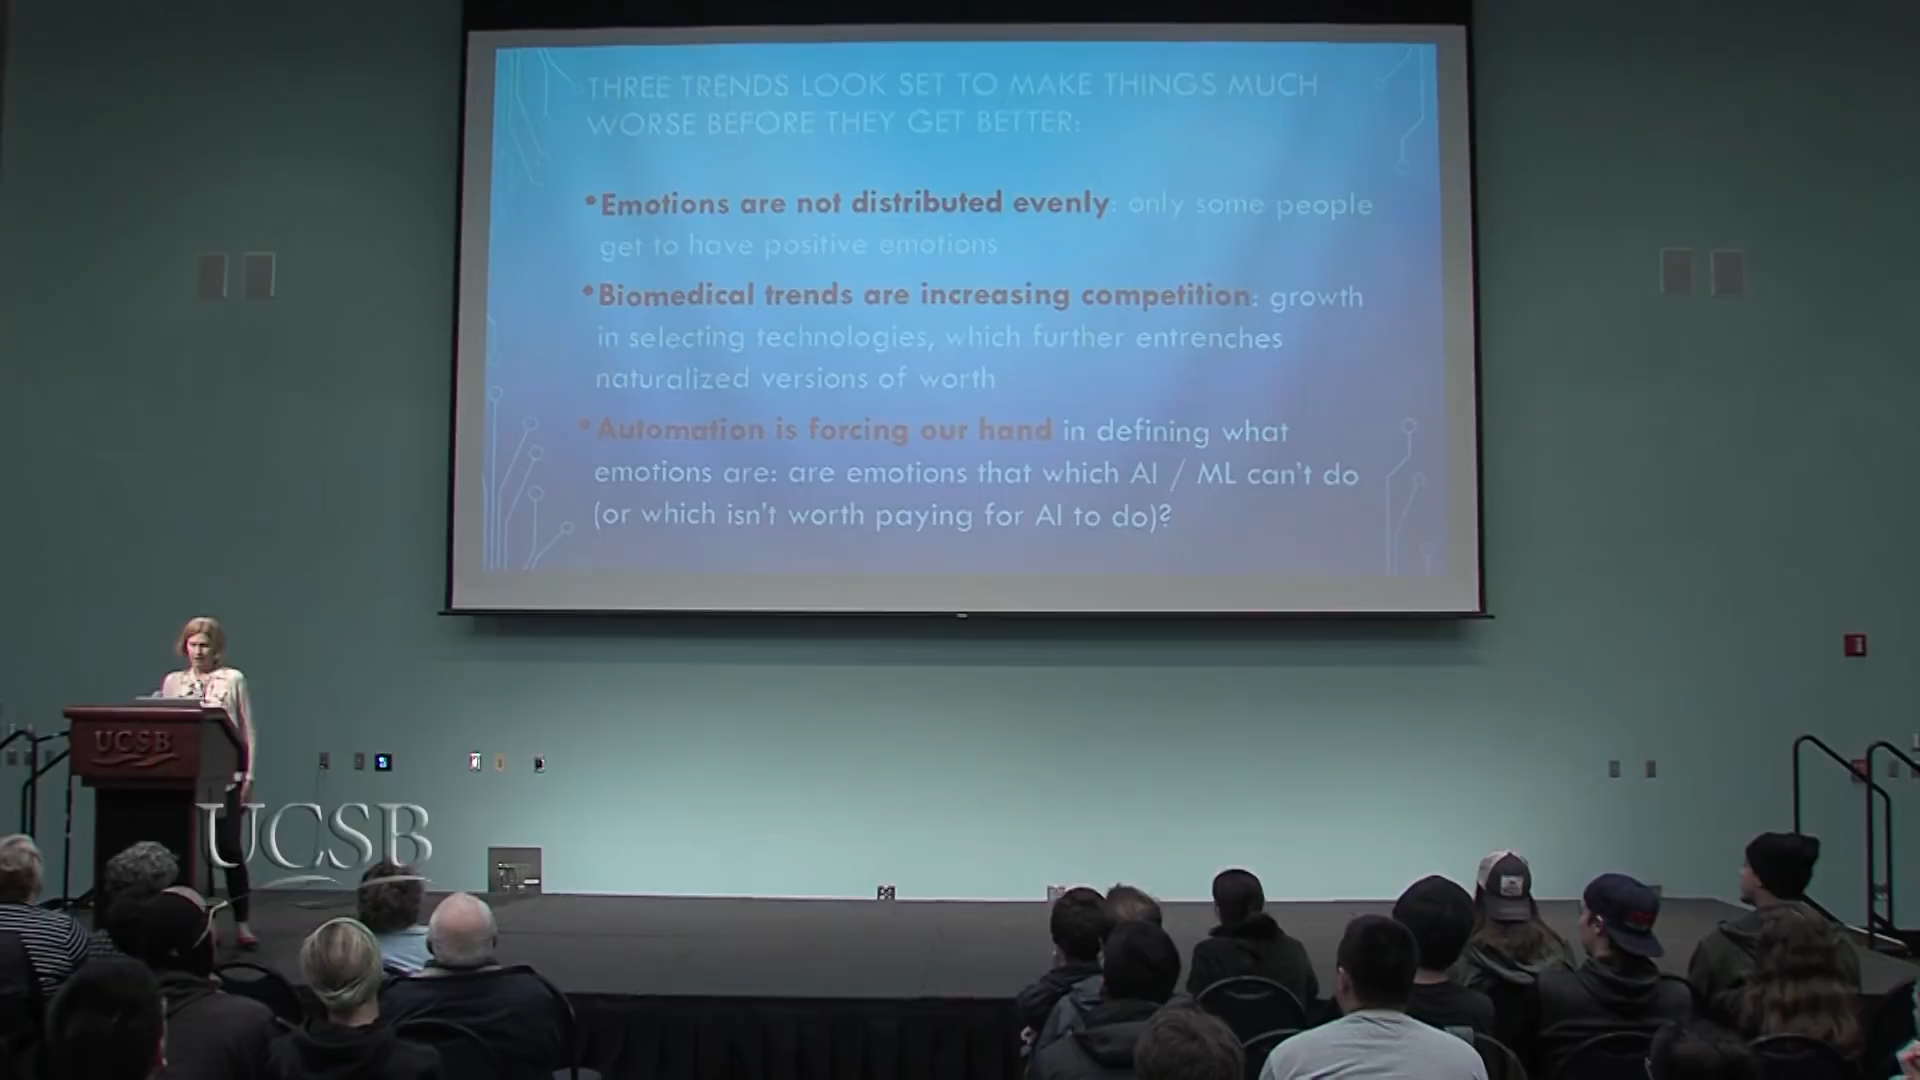 THREE TRENDS LOOK SET TO MAKE THINGS MUCH
WORSE BEFORE THEY GET BETTER:
•Emotions are not distributed evenly: only some people
get to have positive emotions
•Biomedical trends are increasing competition: growth
in selecting technologies, which further entrenches
naturalized versions of worth
•Automation is forcing our hand in defining what
emotions are: are emotions that which AI / ML can't do
(or which isn't worth paying for AI to do)?
UCSB
UCSB